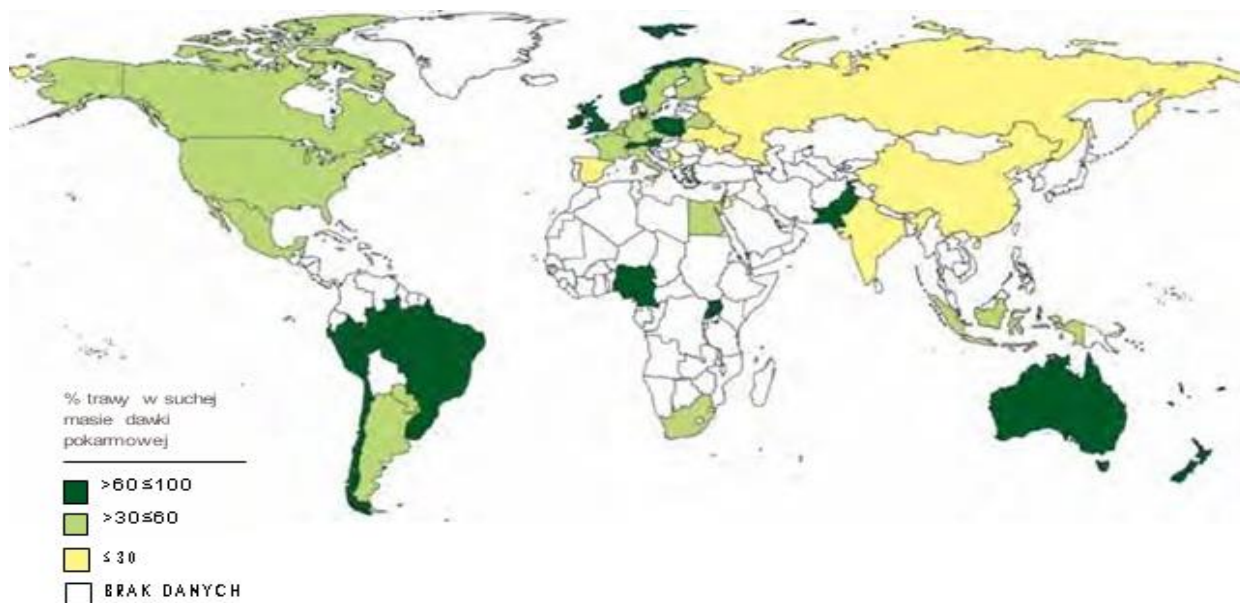 % trawy w suchej
masie dawki
pokarmowej
>60≤100
>30≤60
≤30
BRAK DANYCH